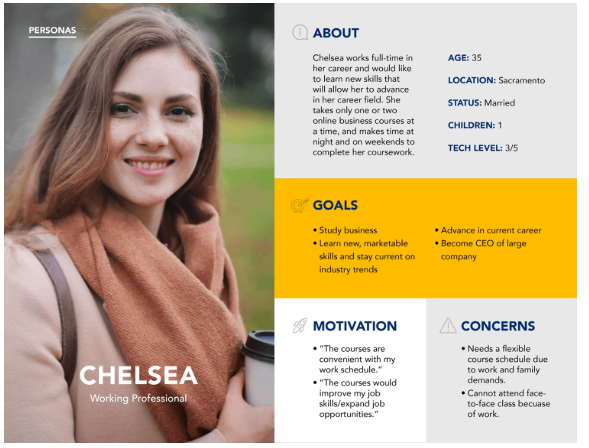 PERSONAS
CHELSEA
Working Professional
ABOUT
Chelsea works full-time in
her career and would like
to learn new skills that
will allow her to advance
in her career field. She
takes only one or two
online business courses at
a time, and makes time at
night and on weekends to
complete her coursework.
AGE: 35
LOCATION: Sacramento
STATUS: Married
CHILDREN: 1
TECH LEVEL: 3/5
GOALS
• Study business
• Learn new, marketable
skills and stay current on
industry trends
• Advance in current career
• Become CEO of large
company
MOTIVATION
• “The courses are
convenient with my
work schedule.”
• “The courses would
improve my job
skills/expand job
opportunities.”
CONCERNS
• Needs a flexible
course schedule due
to work and family
demands.
• Cannot attend face-
to-face class becuase
of work.